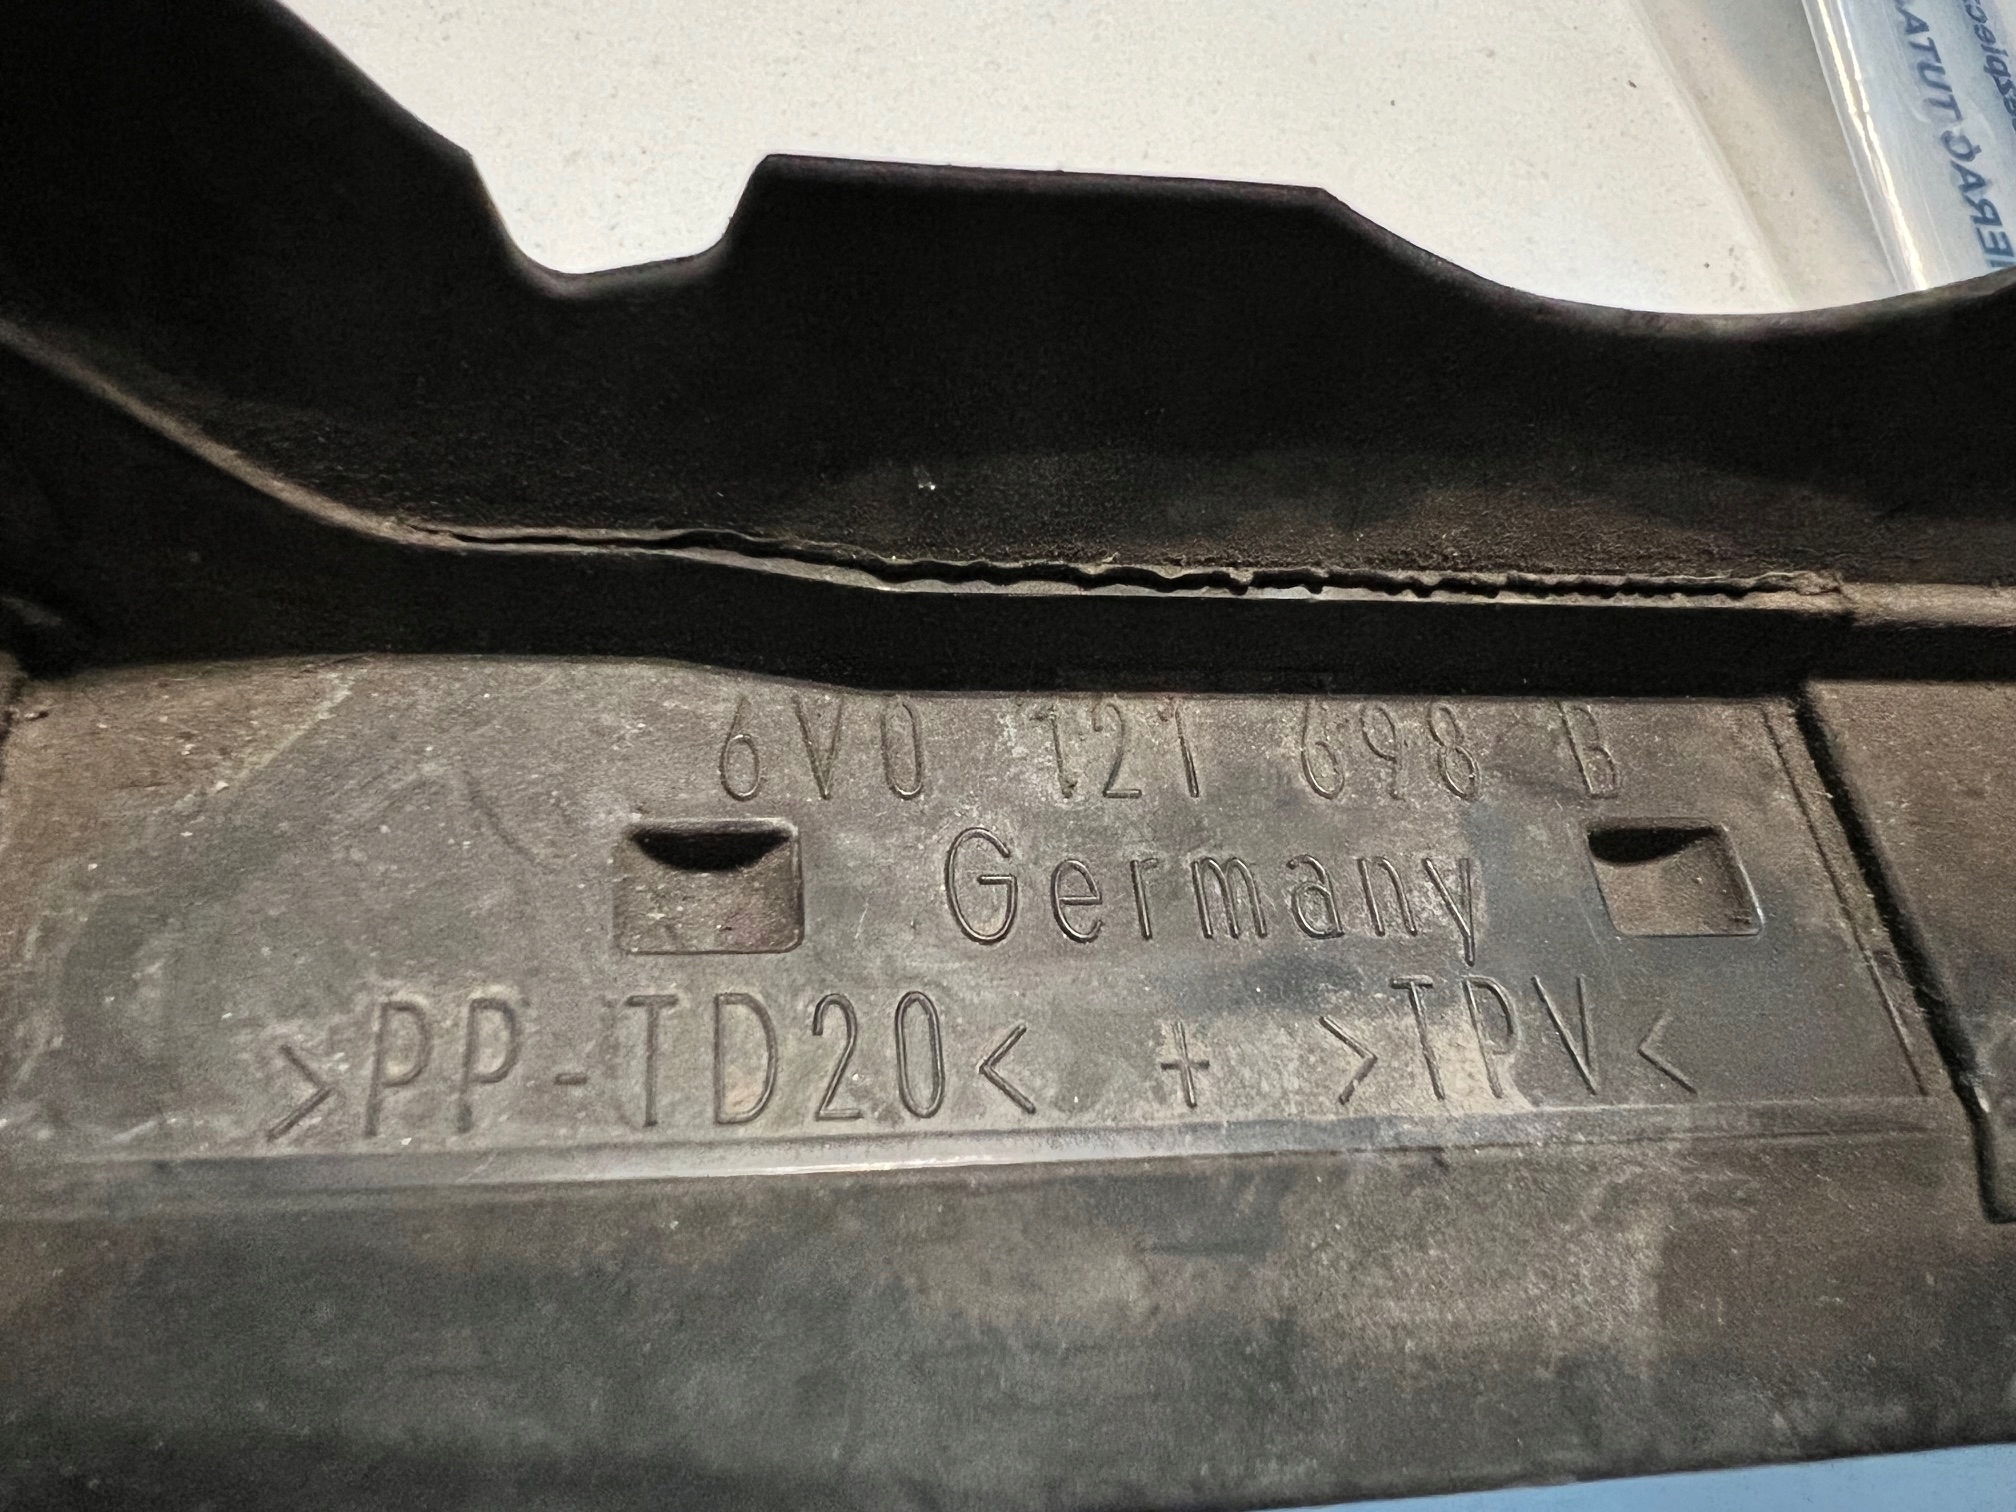 6V0 121 698 B
Germany
>PP-TD20< + >TPV<